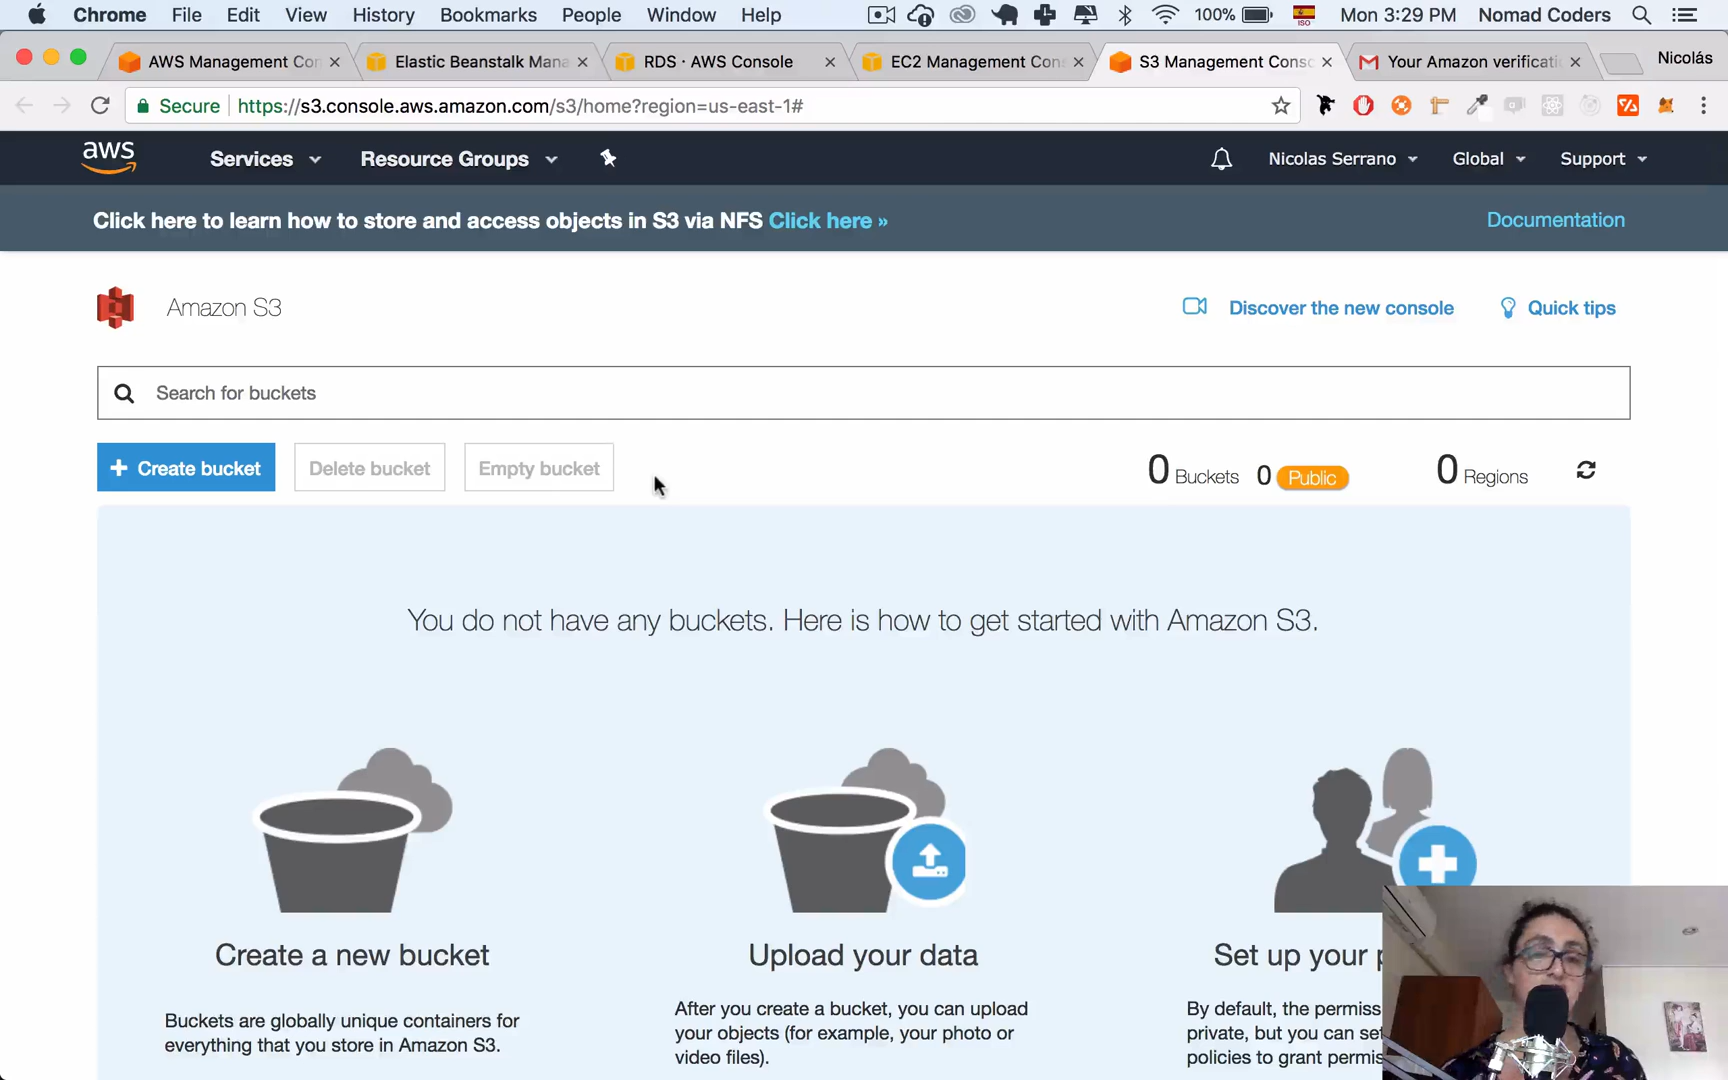 Chrome File Edit View History Bookmarks People Window Help 100% ISO Mon 3:29 PM Nomad Coders
AWS Management Con Elastic Beanstalk Mana RDS · AWS Console EC2 Management Cons S3 Management Conso Your Amazon verificati Nicolás
Secure https://s3.console.aws.amazon.com/s3/home?region=us-east-1#
aws Services Resource Groups Nicolas Serrano Global Support
Click here to learn how to store and access objects in S3 via NFS Click here » Documentation
Amazon S3 Discover the new console Quick tips
Search for buckets
+ Create bucket Delete bucket Empty bucket 0 Buckets 0 Public 0 Regions
You do not have any buckets. Here is how to get started with Amazon S3.
Create a new bucket Upload your data Set up your p
Buckets are globally unique containers for
everything that you store in Amazon S3.
After you create a bucket, you can upload
your objects (for example, your photo or
video files).
By default, the permiss
private, but you can set
policies to grant permis